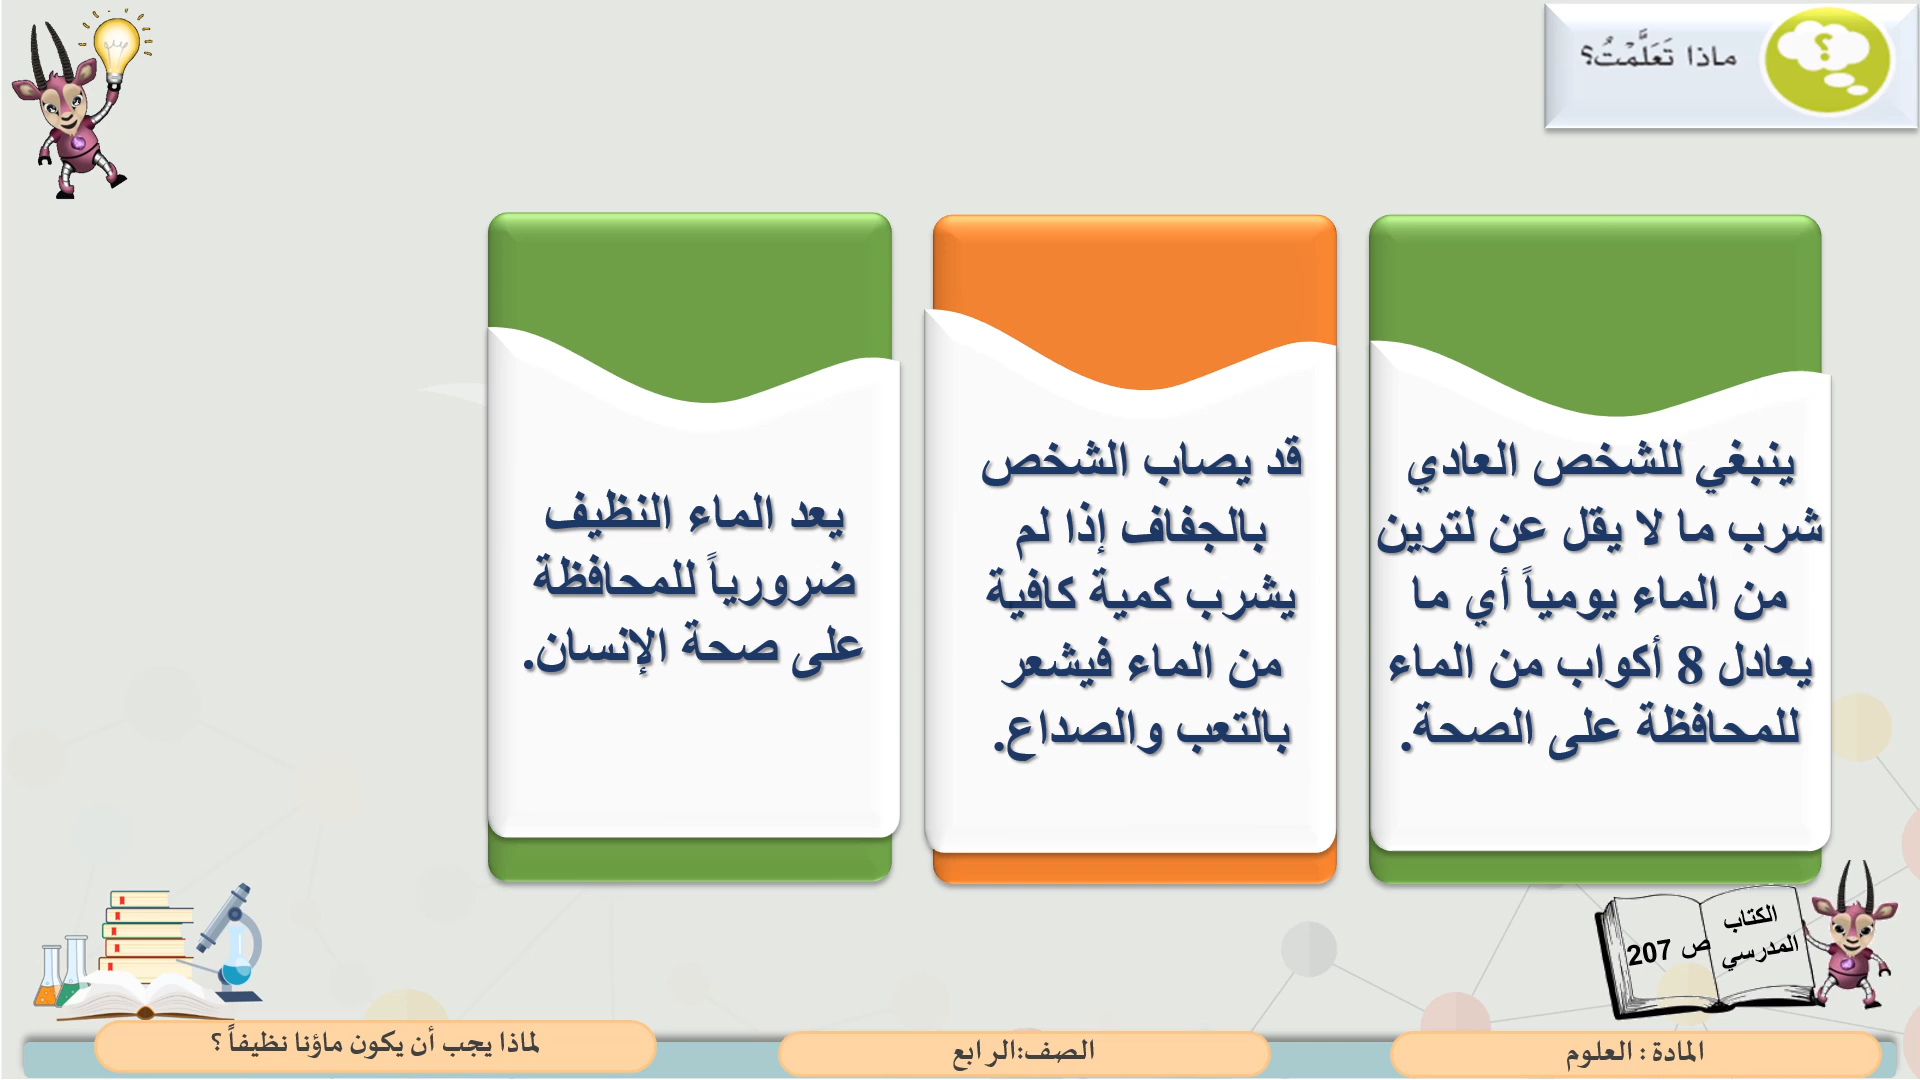 ماذا تَعَلَّمْتُ؟
ينبغي للشخص العادي
شرب ما لا يقل عن لترين
من الماء يومياً أي ما
يعادل 8 أكواب من الماء
للمحافظة على الصحة.
قد يصاب الشخص
بالجفاف إذا لم
يشرب كمية كافية
من الماء فيشعر
بالتعب والصداع.
يعد الماء النظيف
ضرورياً للمحافظة
على صحة الإنسان.
الكتاب
المدرسي
ص 207
المادة : العلوم
الصف:الرابع
لماذا يجب أن يكون ماؤنا نظيفاً ؟